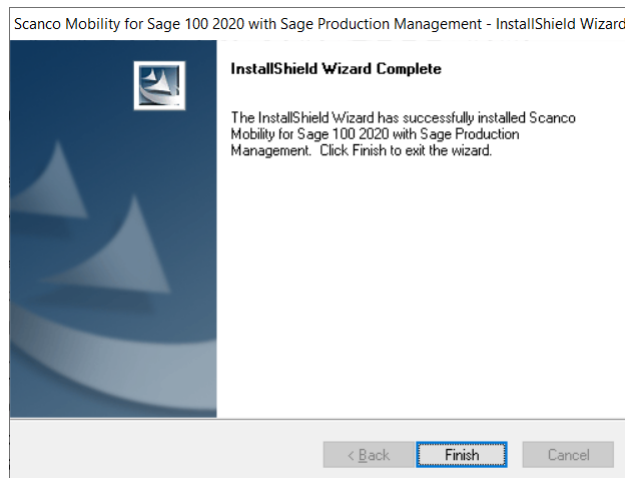 Scanco Mobility for Sage 100 2020 with Sage Production Management - InstallShield Wizard
InstallShield Wizard Complete
The InstallShield Wizard has successfully installed Scanco
Mobility for Sage 100 2020 with Sage Production
Management. Click Finish to exit the wizard.
< Back
Finish
Cancel